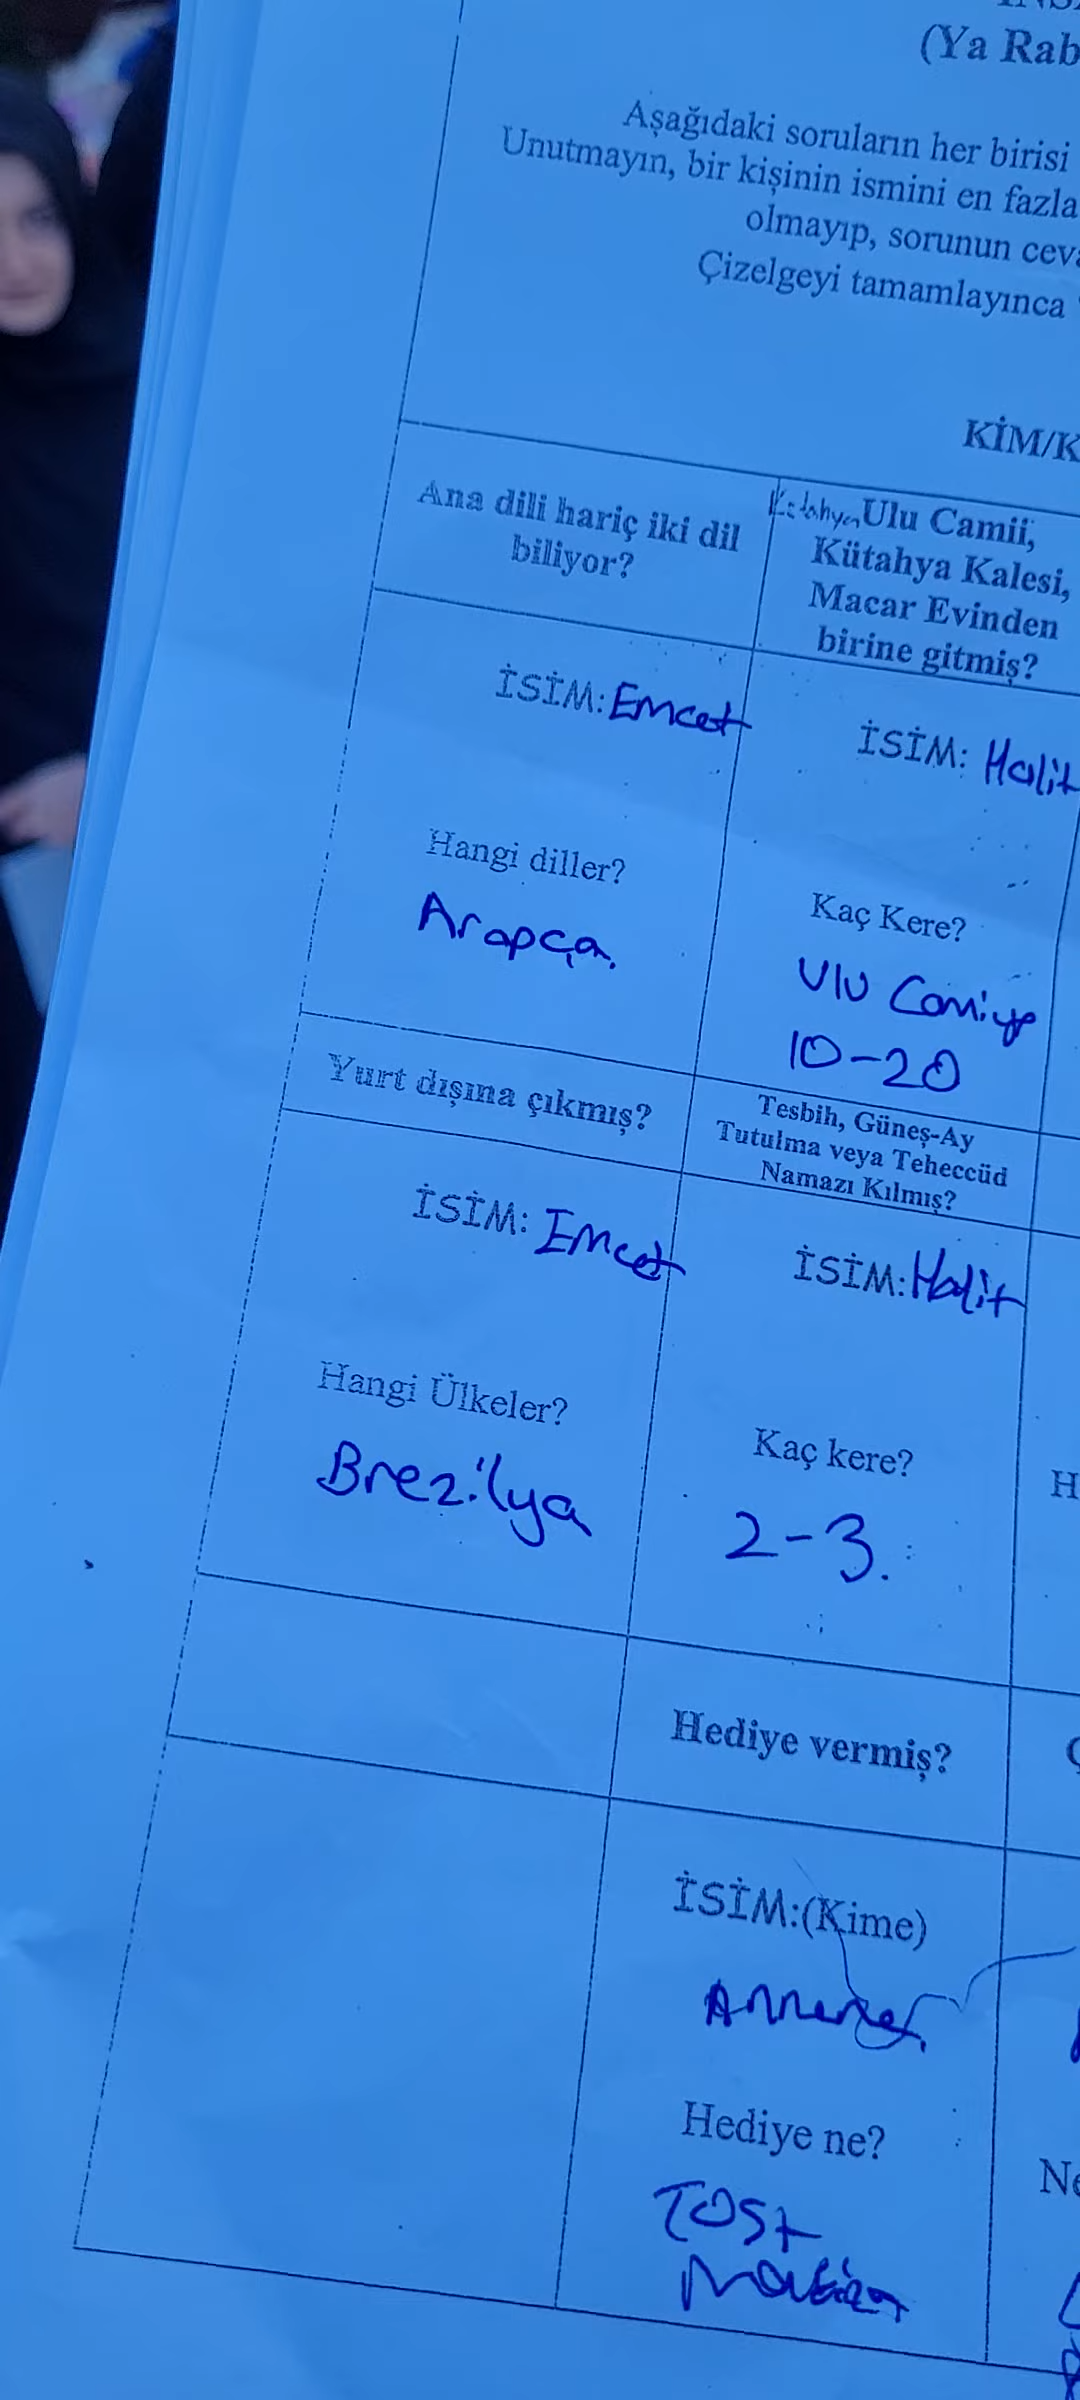 (Ya Rab
Aşağıdaki soruların her birisi
Unutmayın, bir kişinin ismini en fazla
olmayıp, sorunun ceva
Çizelgeyi tamamlayınca
KİM/K
Ana dili hariç iki dil
biliyor?
İSİM: Emcet
Hangi diller?
Arapça.
Kütahya Ulu Camii,
Kütahya Kalesi,
Macar Evinden
birine gitmiş?
İSİM: Halit
Kaç Kere?
Ulu Camiye
10-20
Yurt dışına çıkmış?
İSİM: Emcet
Hangi Ülkeler?
Brezilya
Tesbih, Güneş-Ay
Tutulma veya Teheccüd
Namazı Kılmış?
İSİM: Halit
Kaç kere?
2-3.
H
Hediye vermiş?
İSİM:(Kime)
Hediye ne?
TOST
Ne